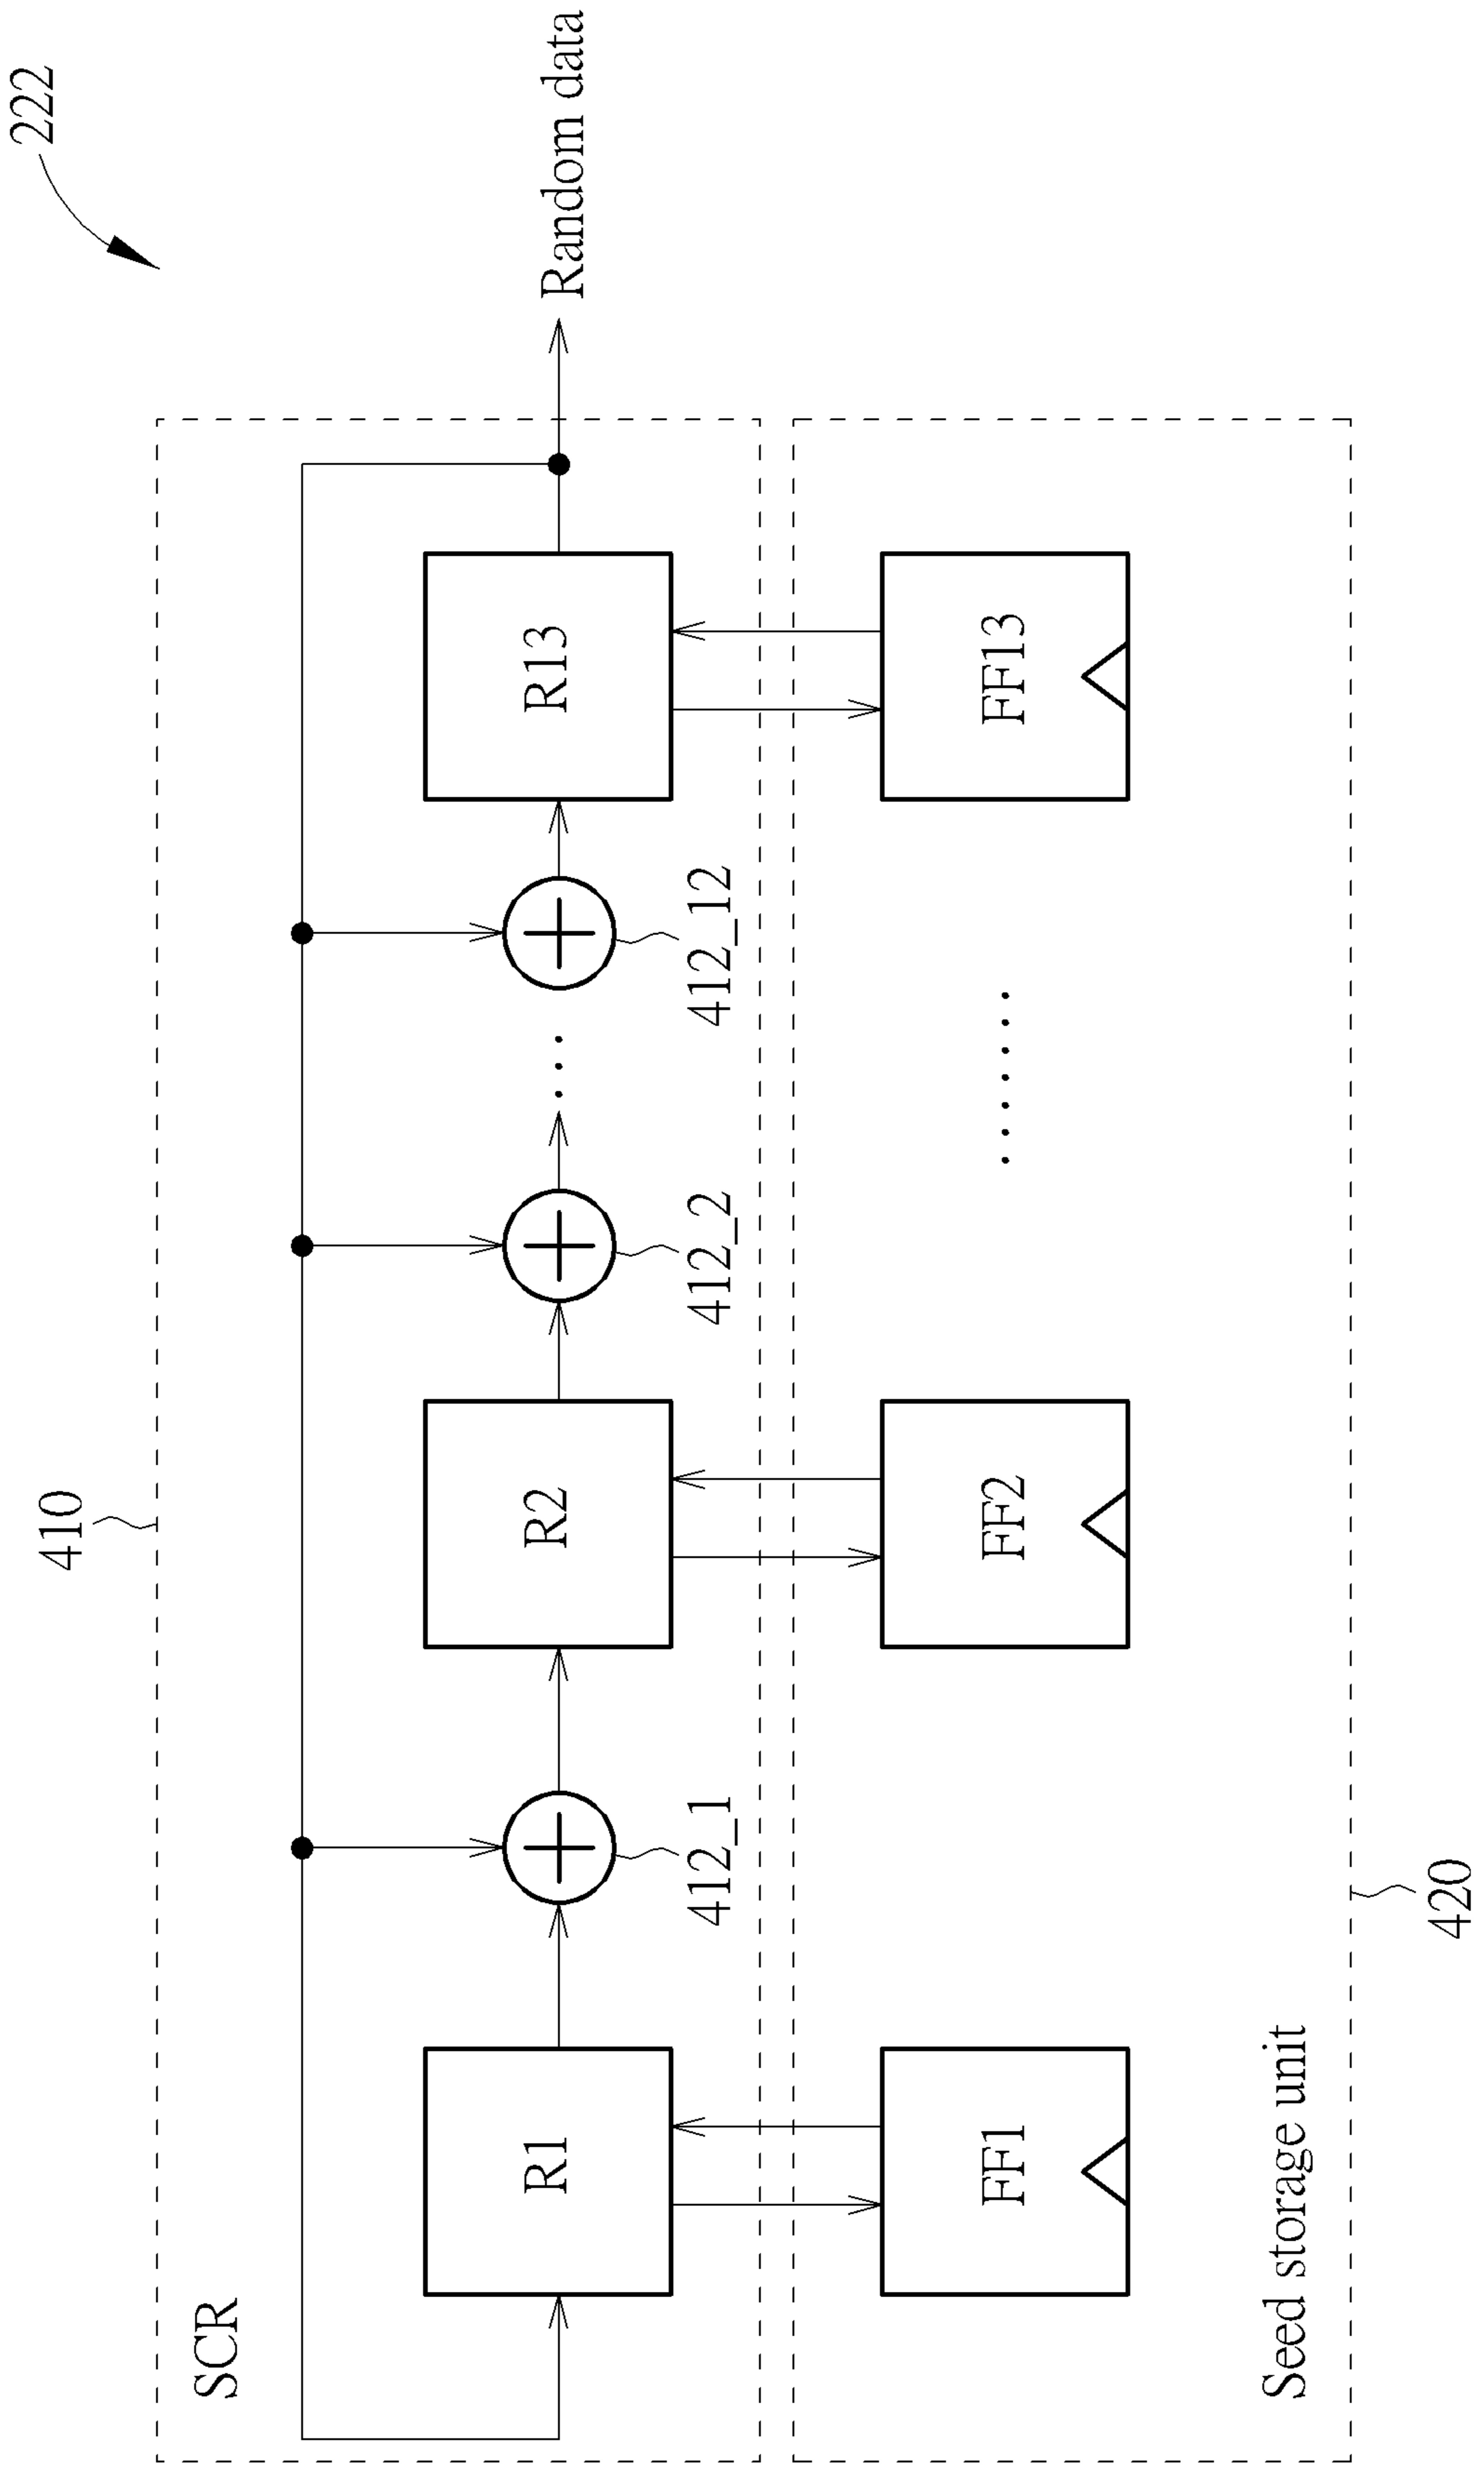 222
410
SCR
Random data
R1
R2
R13
412_1
412_2
412_12
FF1
FF2
FF13
Seed storage unit
420